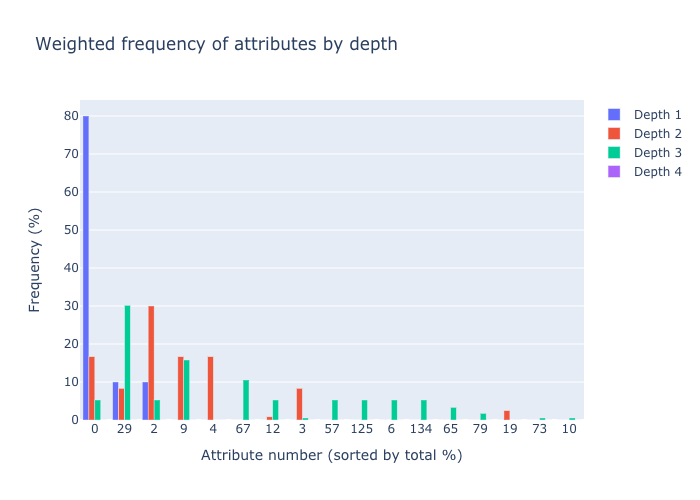 Weighted frequency of attributes by depth
Depth 1
Depth 2
Depth 3
Depth 4
Frequency (%)
80
70
60
50
40
30
20
10
0
0 29 2 9 4 67 12 3 57 125 6 134 65 79 19 73 10
Attribute number (sorted by total %)